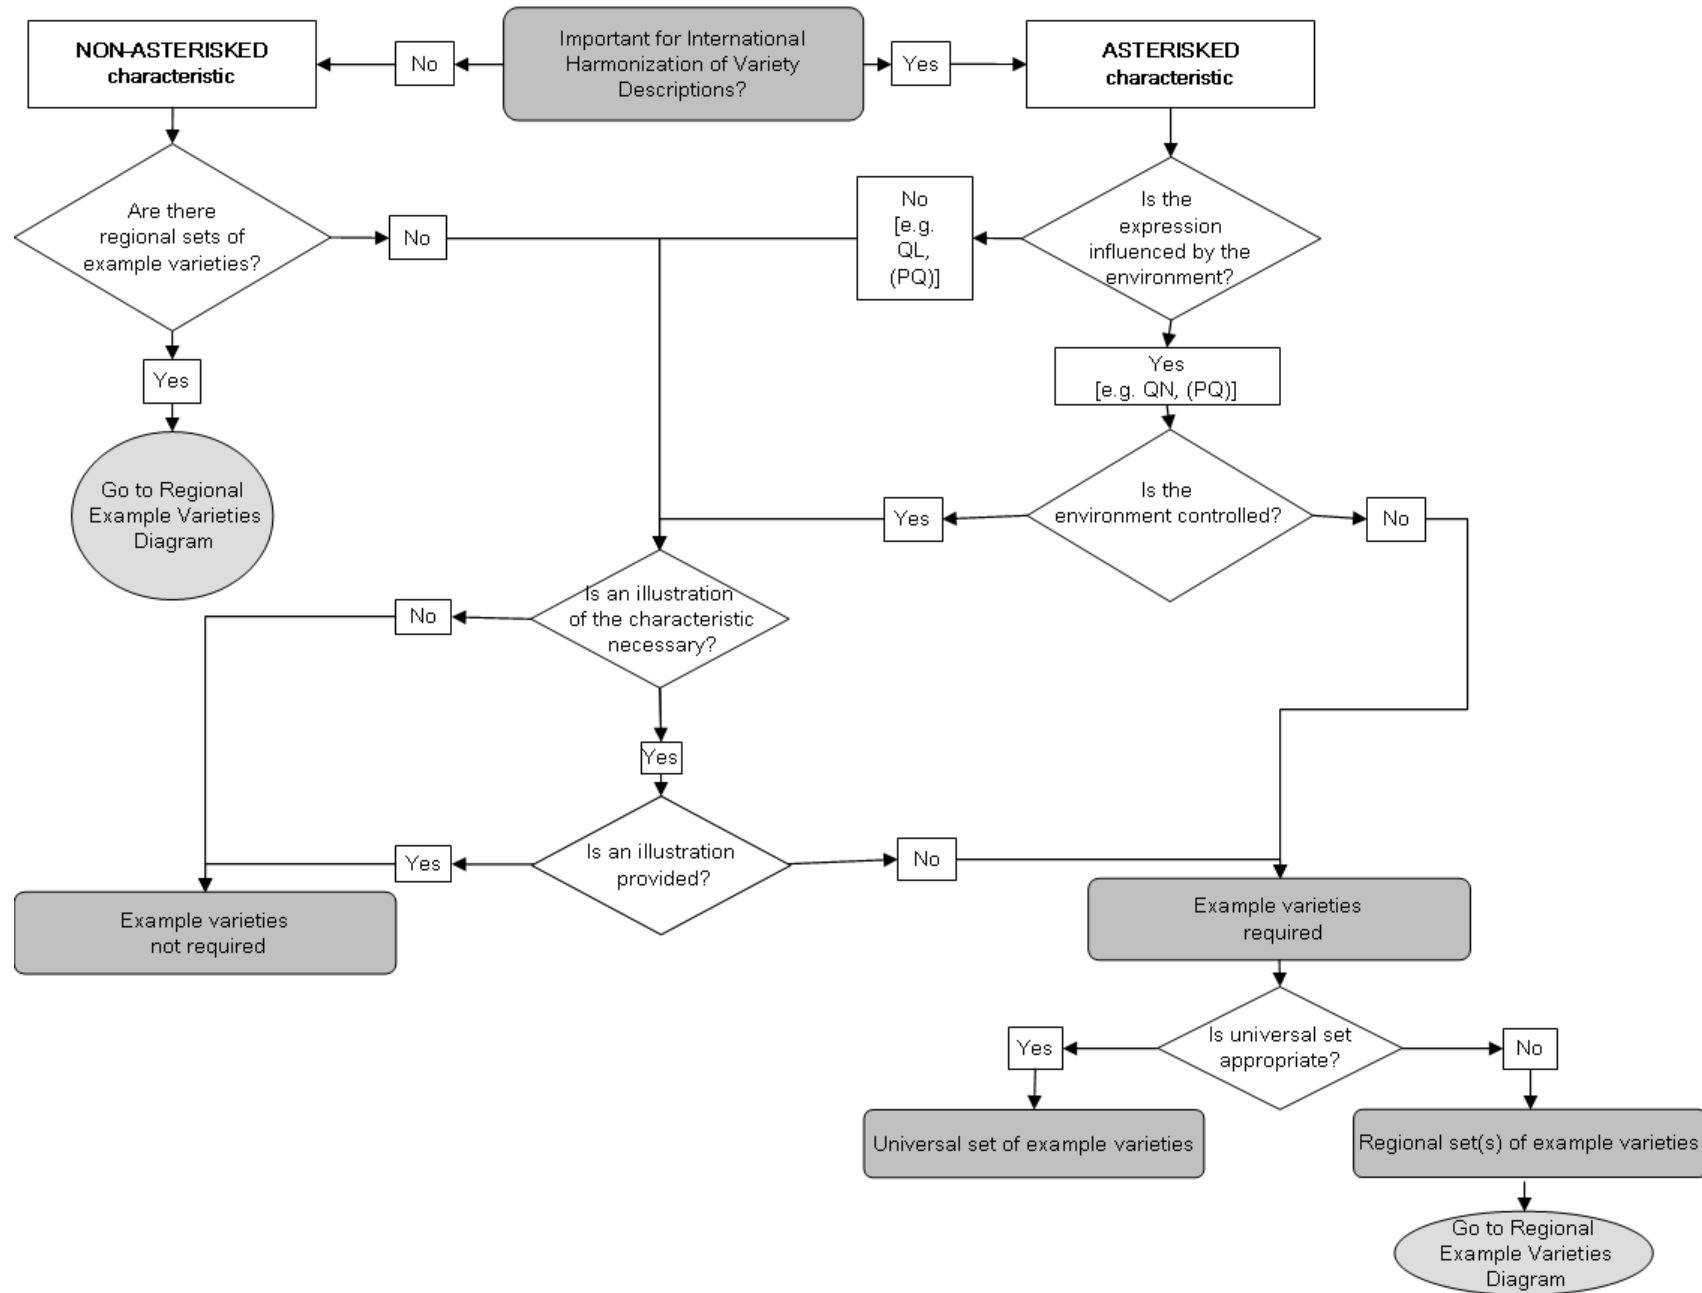 NON-ASTERISKED
characteristic
No
Important for International
Harmonization of Variety
Descriptions?
Yes
ASTERISKED
characteristic
Are there
regional sets of
example varieties?
No
No
[e.g.
QL,
(PQ)]
Is the
expression
influenced by the
environment?
Yes
Yes
[e.g. QN, (PQ)]
Go to Regional
Example Varieties
Diagram
Yes
Is the
environment controlled?
No
No
Is an illustration
of the characteristic
necessary?
Yes
Yes
Is an illustration
provided?
No
Example varieties
not required
Example varieties
required
Yes
Is universal set
appropriate?
No
Universal set of example varieties
Regional set(s) of example varieties
Go to Regional
Example Varieties
Diagram